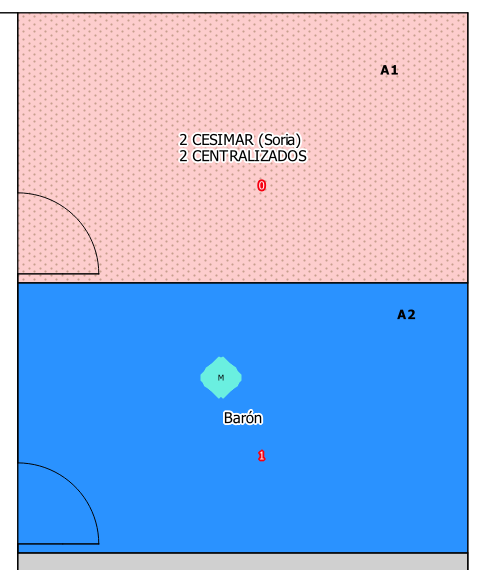 A1
2 CESIMAR (Soria)
2 CENTRALIZADOS
0
A2
M
Barón
1